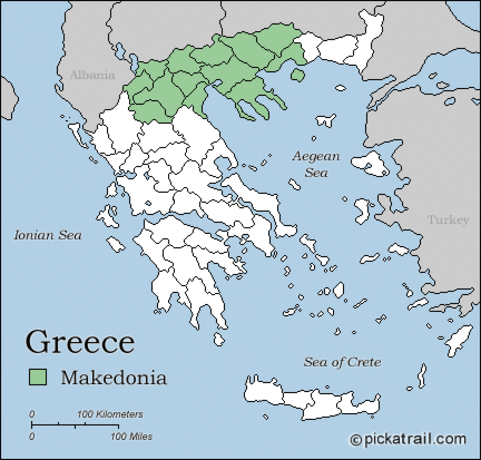 Albania
Aegean
Sea
Ionian Sea
Turkey
Greece
Makedonia
Sea of Crete
0 100 Kilometers
0 100 Miles
© pickatrail.com